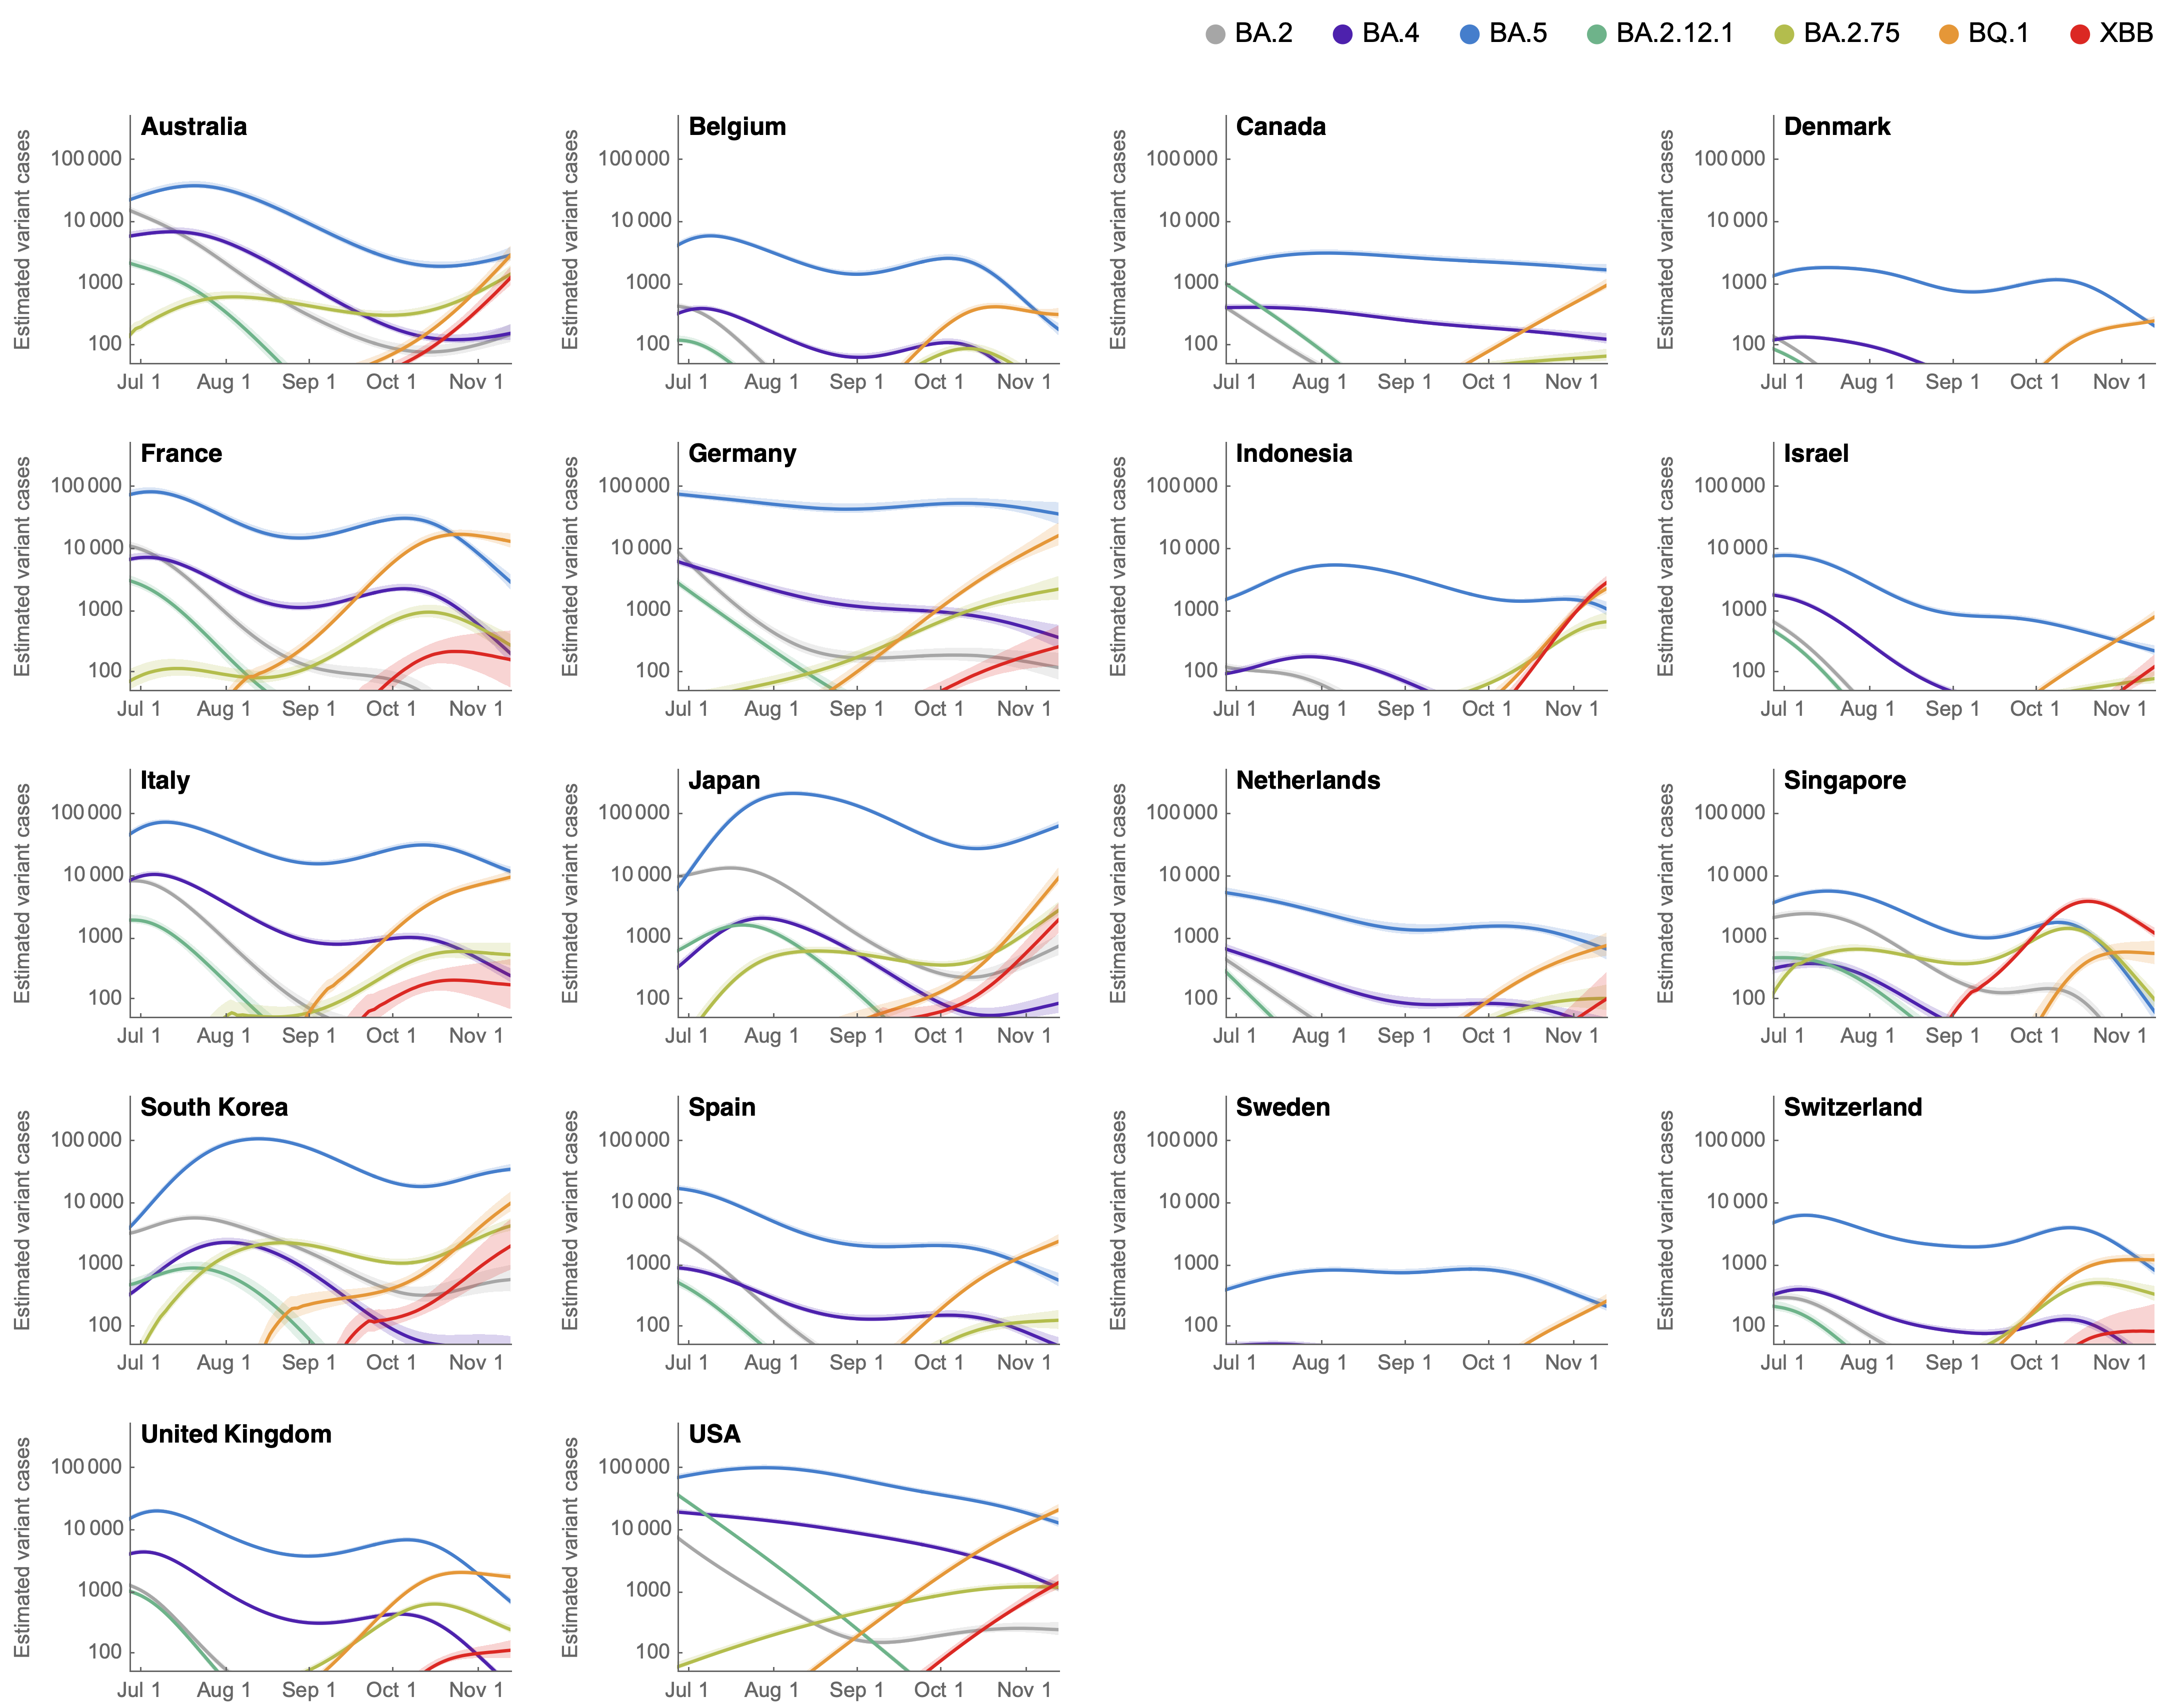 BA.2 BA.4 BA.5 BA.2.12.1 BA.2.75 BQ.1 XBB
Australia
Estimated variant cases
100 000
10 000
1000
100
Jul 1 Aug 1 Sep 1 Oct 1 Nov 1
Belgium
Estimated variant cases
100 000
10 000
1000
100
Jul 1 Aug 1 Sep 1 Oct 1 Nov 1
Canada
Estimated variant cases
100 000
10 000
1000
100
Jul 1 Aug 1 Sep 1 Oct 1 Nov 1
Denmark
Estimated variant cases
100 000
10 000
1000
100
Jul 1 Aug 1 Sep 1 Oct 1 Nov 1
France
Estimated variant cases
100 000
10 000
1000
100
Jul 1 Aug 1 Sep 1 Oct 1 Nov 1
Germany
Estimated variant cases
100 000
10 000
1000
100
Jul 1 Aug 1 Sep 1 Oct 1 Nov 1
Indonesia
Estimated variant cases
100 000
10 000
1000
100
Jul 1 Aug 1 Sep 1 Oct 1 Nov 1
Israel
Estimated variant cases
100 000
10 000
1000
100
Jul 1 Aug 1 Sep 1 Oct 1 Nov 1
Italy
Estimated variant cases
100 000
10 000
1000
100
Jul 1 Aug 1 Sep 1 Oct 1 Nov 1
Japan
Estimated variant cases
100 000
10 000
1000
100
Jul 1 Aug 1 Sep 1 Oct 1 Nov 1
Netherlands
Estimated variant cases
100 000
10 000
1000
100
Jul 1 Aug 1 Sep 1 Oct 1 Nov 1
Singapore
Estimated variant cases
100 000
10 000
1000
100
Jul 1 Aug 1 Sep 1 Oct 1 Nov 1
South Korea
Estimated variant cases
100 000
10 000
1000
100
Jul 1 Aug 1 Sep 1 Oct 1 Nov 1
Spain
Estimated variant cases
100 000
10 000
1000
100
Jul 1 Aug 1 Sep 1 Oct 1 Nov 1
Sweden
Estimated variant cases
100 000
10 000
1000
100
Jul 1 Aug 1 Sep 1 Oct 1 Nov 1
Switzerland
Estimated variant cases
100 000
10 000
1000
100
Jul 1 Aug 1 Sep 1 Oct 1 Nov 1
United Kingdom
Estimated variant cases
100 000
10 000
1000
100
Jul 1 Aug 1 Sep 1 Oct 1 Nov 1
USA
Estimated variant cases
100 000
10 000
1000
100
Jul 1 Aug 1 Sep 1 Oct 1 Nov 1